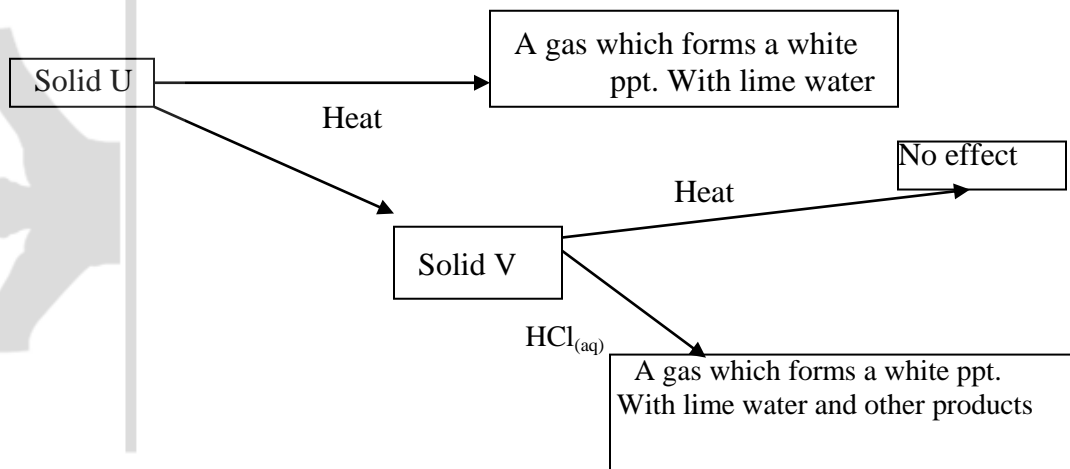 A gas which forms a white
ppt. With lime water
Solid U
Heat
No effect
Heat
Solid V
HCl(aq)
A gas which forms a white ppt.
With lime water and other products